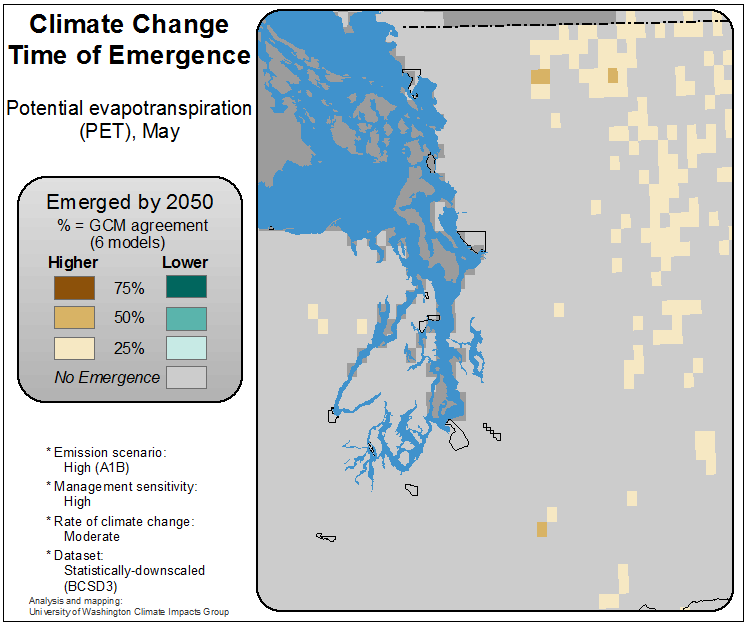 Climate Change
Time of Emergence
Potential evapotranspiration
(PET), May
Emerged by 2050
% = GCM agreement
(6 models)
Higher Lower
75%
50%
25%
No Emergence
* Emission scenario:
High (A1B)
* Management sensitivity:
High
* Rate of climate change:
Moderate
* Dataset:
Statistically-downscaled
(BCSD3)
Analysis and mapping:
University of Washington Climate Impacts Group